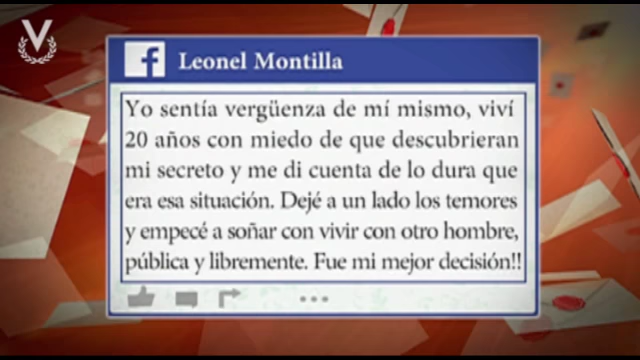 Leonel Montilla
Yo sentía vergüenza de mí mismo, viví
20 años con miedo de que descubrieran
mi secreto y me di cuenta de lo dura que
era esa situación. Dejé a un lado los temores
y empecé a soñar con vivir con otro hombre,
pública y libremente. Fue mi mejor decisión!!